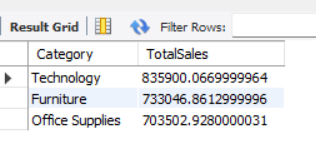 Result Grid Filter Rows:
Category TotalSales
Technology 835900.0669999964
Furniture 733046.8612999996
Office Supplies 703502.9280000031